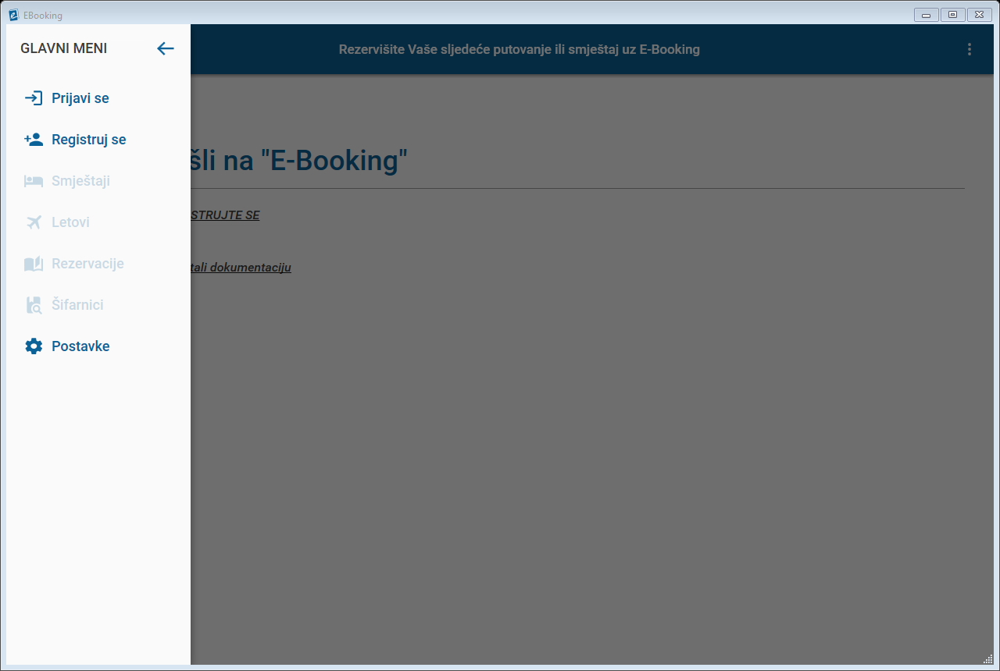 EBooking
GLAVNI MENI
Rezervišite Vaše sljedeće putovanje ili smještaj uz E-Booking
Prijavi se
Registruj se
Smještaji
Letovi
Rezervacije
Šifarnici
Postavke
šli na "E-Booking"
STRUJTE SE
tali dokumentaciju